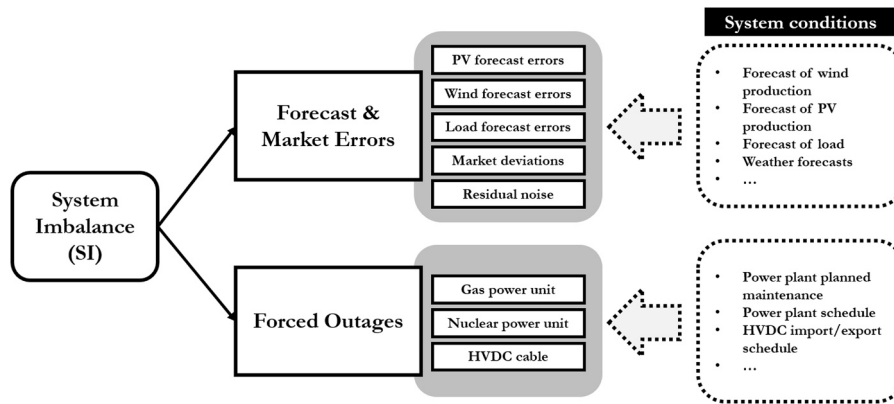 System conditions
PV forecast errors
Wind forecast errors
Load forecast errors
Market deviations
Residual noise
Forecast &
Market Errors
• Forecast of wind
production
• Forecast of PV
production
• Forecast of load
• Weather forecasts
• …
System
Imbalance
(SI)
Forced Outages
Gas power unit
Nuclear power unit
HVDC cable
• Power plant planned
maintenance
• Power plant schedule
• HVDC import/export
schedule
• …